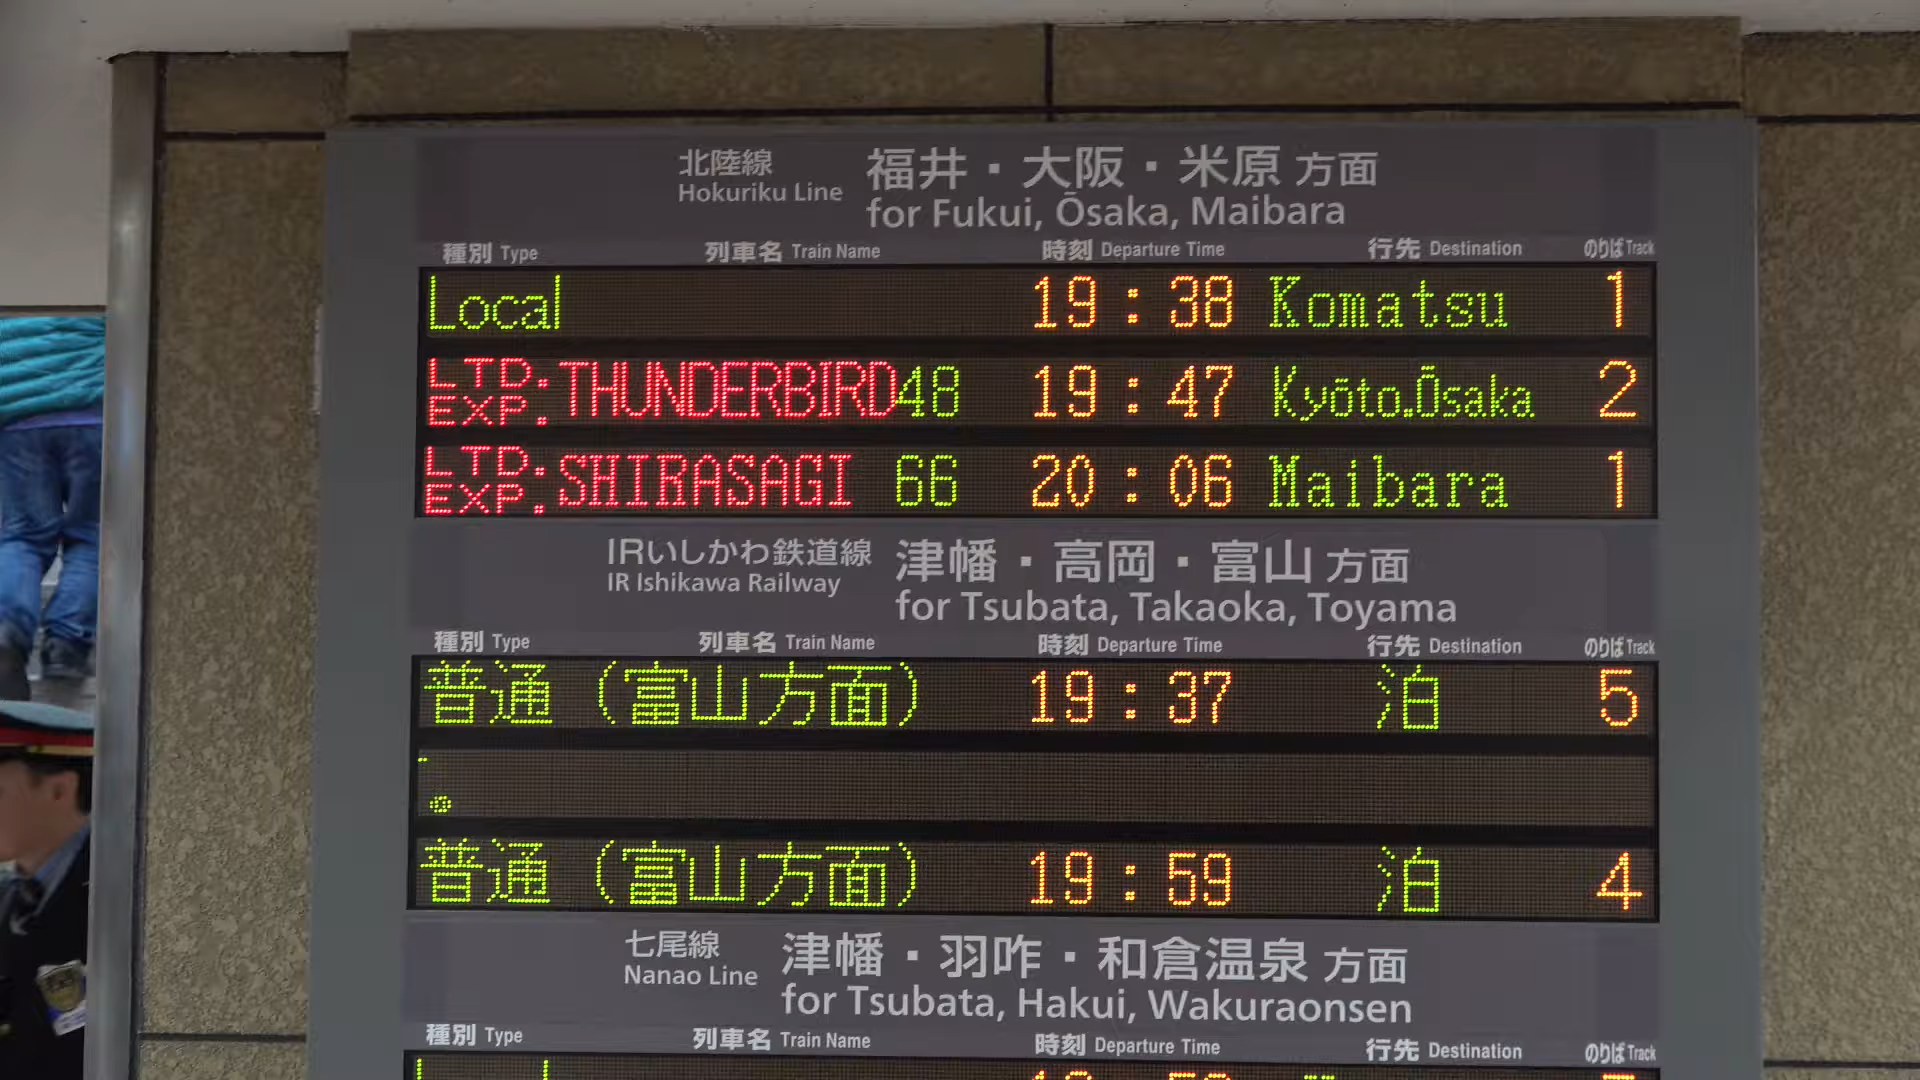 北陸線 福井・大阪・米原 方面
Hokuriku Line for Fukui, Ōsaka, Maibara
種別 Type 列車名 Train Name 時刻 Departure Time 行先 Destination のりば Track
Local 19:38 Komatsu 1
LTD. EXP. THUNDERBIRD 48 19:47 Kyōto.Ōsaka 2
LTD. EXP. SHIRASAGI 66 20:06 Maibara 1
IRいしかわ鉄道線 津幡・高岡・富山 方面
IR Ishikawa Railway for Tsubata, Takaoka, Toyama
種別 Type 列車名 Train Name 時刻 Departure Time 行先 Destination のりば Track
普通（富山方面） 19:37 泊 5
普通（富山方面） 19:59 泊 4
七尾線 津幡・羽咋・和倉温泉 方面
Nanao Line for Tsubata, Hakui, Wakuraonsen
種別 Type 列車名 Train Name 時刻 Departure Time 行先 Destination のりば Track